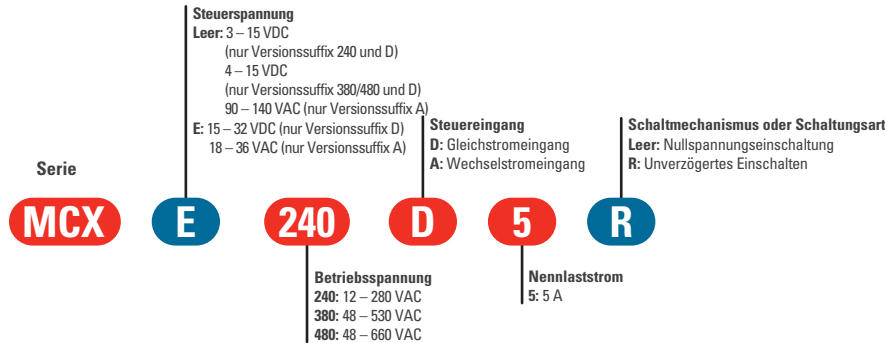 Steuerspannung
Leer: 3 – 15 VDC
(nur Versionssuffix 240 und D)
4 – 15 VDC
(nur Versionssuffix 380/480 und D)
90 – 140 VAC (nur Versionssuffix A)
E: 15 – 32 VDC (nur Versionssuffix D)
18 – 36 VAC (nur Versionssuffix A)
Steuereingang
D: Gleichstromeingang
A: Wechselstromeingang
Schaltmechanismus oder Schaltungsart
Leer: Nullspannungseinschaltung
R: Unverzögertes Einschalten
Serie
MCX E 240 D 5 R
Betriebsspannung
240: 12 – 280 VAC
380: 48 – 530 VAC
480: 48 – 660 VAC
Nennlaststrom
5: 5 A